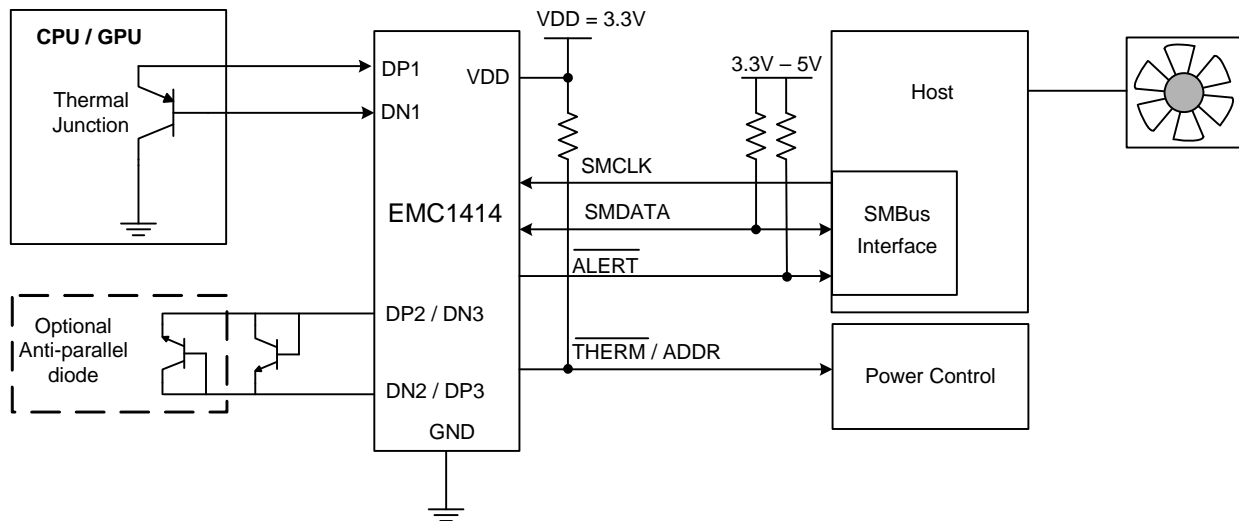 CPU / GPU
Thermal
Junction
DP1
DN1
VDD
VDD = 3.3V
3.3V – 5V
Host
SMCLK
SMDATA
ALERT
EMC1414
SMBus
Interface
Optional
Anti-parallel
diode
DP2 / DN3
DN2 / DP3
THERM / ADDR
Power Control
GND